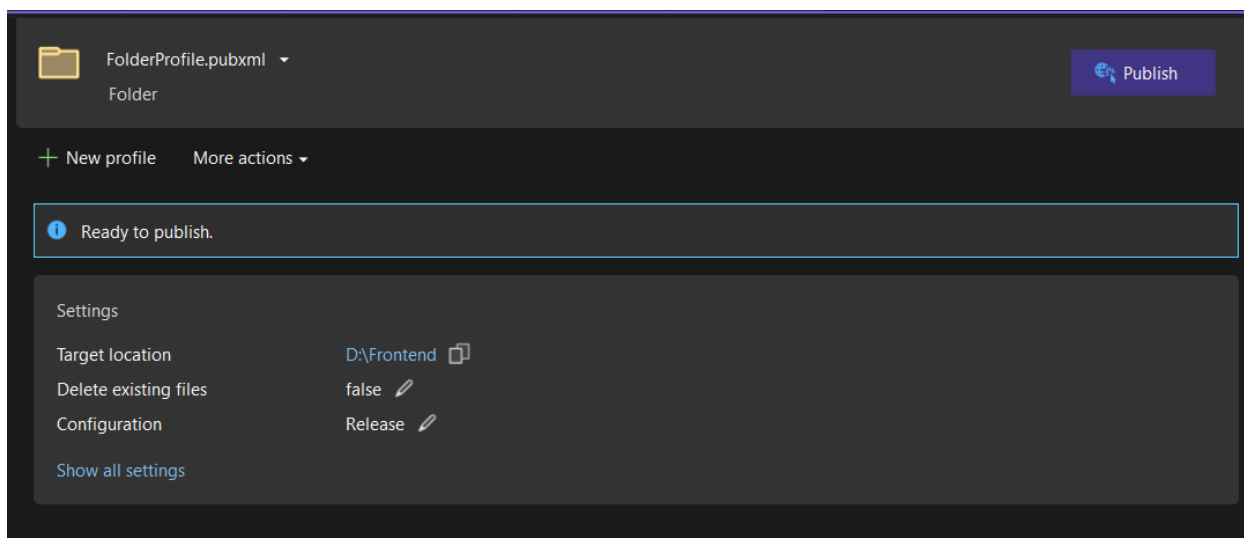 FolderProfile.pubxml
Folder
Publish
New profile
More actions
Ready to publish.
Settings
Target location D:\Frontend
Delete existing files false
Configuration Release
Show all settings